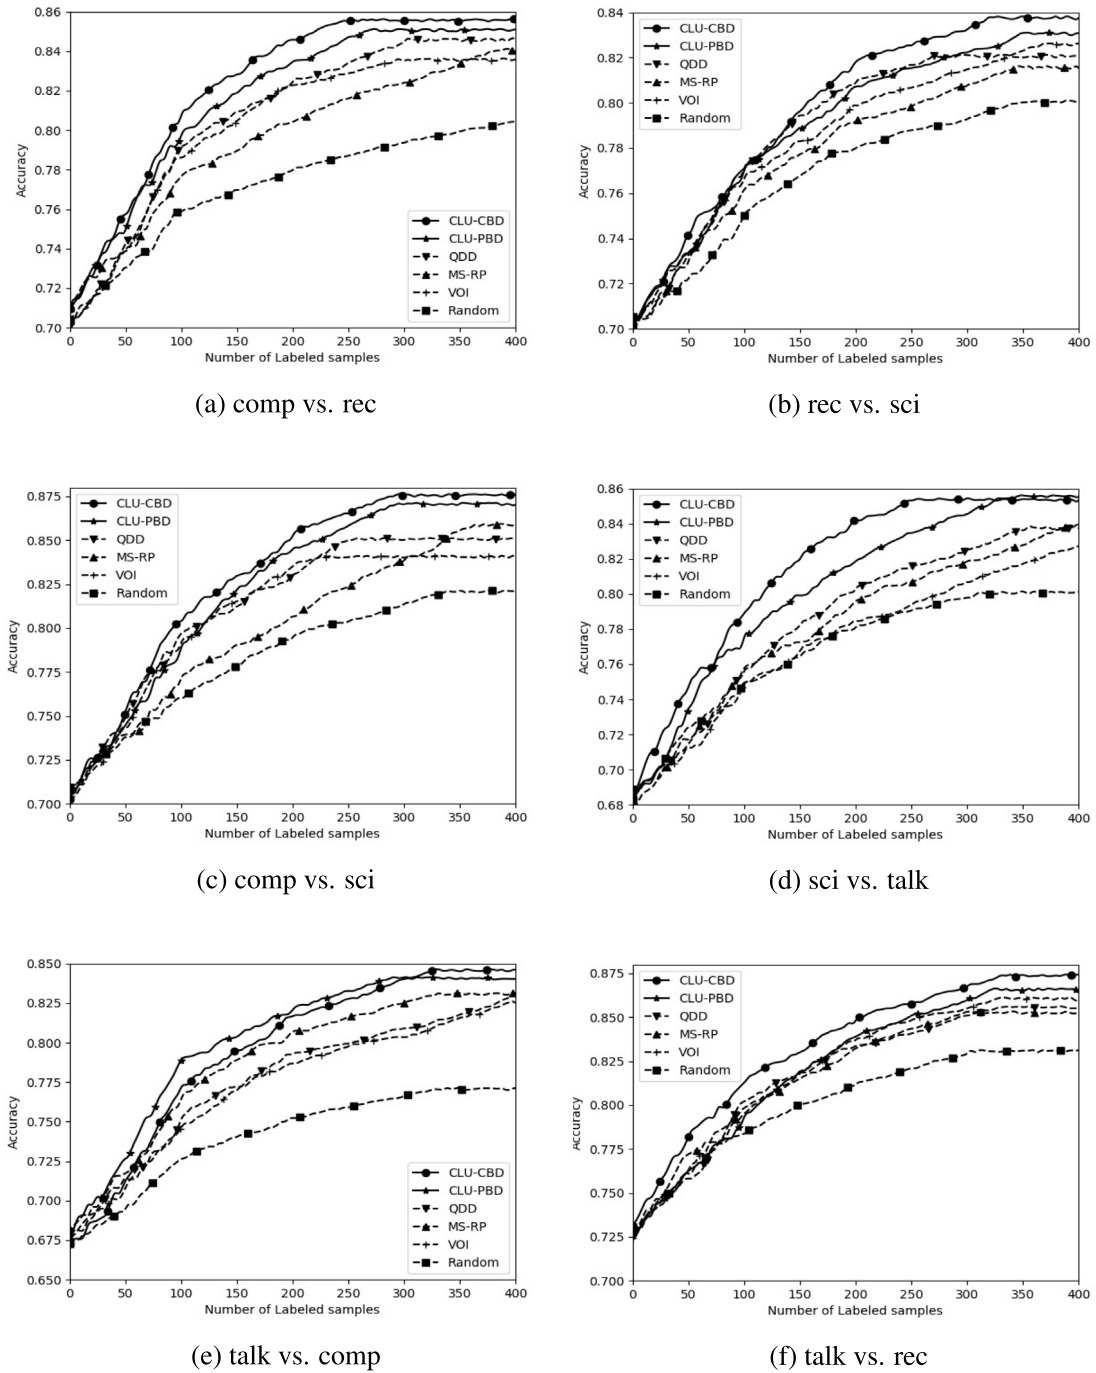 0.86
0.84
0.82
0.80
0.78
0.76
0.74
0.72
0.70
Accuracy
CLU-CBD
CLU-PBD
QDD
MS-RP
VOI
Random
0 50 100 150 200 250 300 350 400
Number of Labeled samples
(a) comp vs. rec
0.84
0.82
0.80
0.78
0.76
0.74
0.72
0.70
Accuracy
CLU-CBD
CLU-PBD
QDD
MS-RP
VOI
Random
0 50 100 150 200 250 300 350 400
Number of Labeled samples
(b) rec vs. sci
0.875
0.850
0.825
0.800
0.775
0.750
0.725
0.700
Accuracy
CLU-CBD
CLU-PBD
QDD
MS-RP
VOI
Random
0 50 100 150 200 250 300 350 400
Number of Labeled samples
(c) comp vs. sci
0.86
0.84
0.82
0.80
0.78
0.76
0.74
0.72
0.70
0.68
Accuracy
CLU-CBD
CLU-PBD
QDD
MS-RP
VOI
Random
0 50 100 150 200 250 300 350 400
Number of Labeled samples
(d) sci vs. talk
0.850
0.825
0.800
0.775
0.750
0.725
0.700
0.675
0.650
Accuracy
CLU-CBD
CLU-PBD
QDD
MS-RP
VOI
Random
0 50 100 150 200 250 300 350 400
Number of Labeled samples
(e) talk vs. comp
0.875
0.850
0.825
0.800
0.775
0.750
0.725
0.700
Accuracy
CLU-CBD
CLU-PBD
QDD
MS-RP
VOI
Random
0 50 100 150 200 250 300 350 400
Number of Labeled samples
(f) talk vs. rec